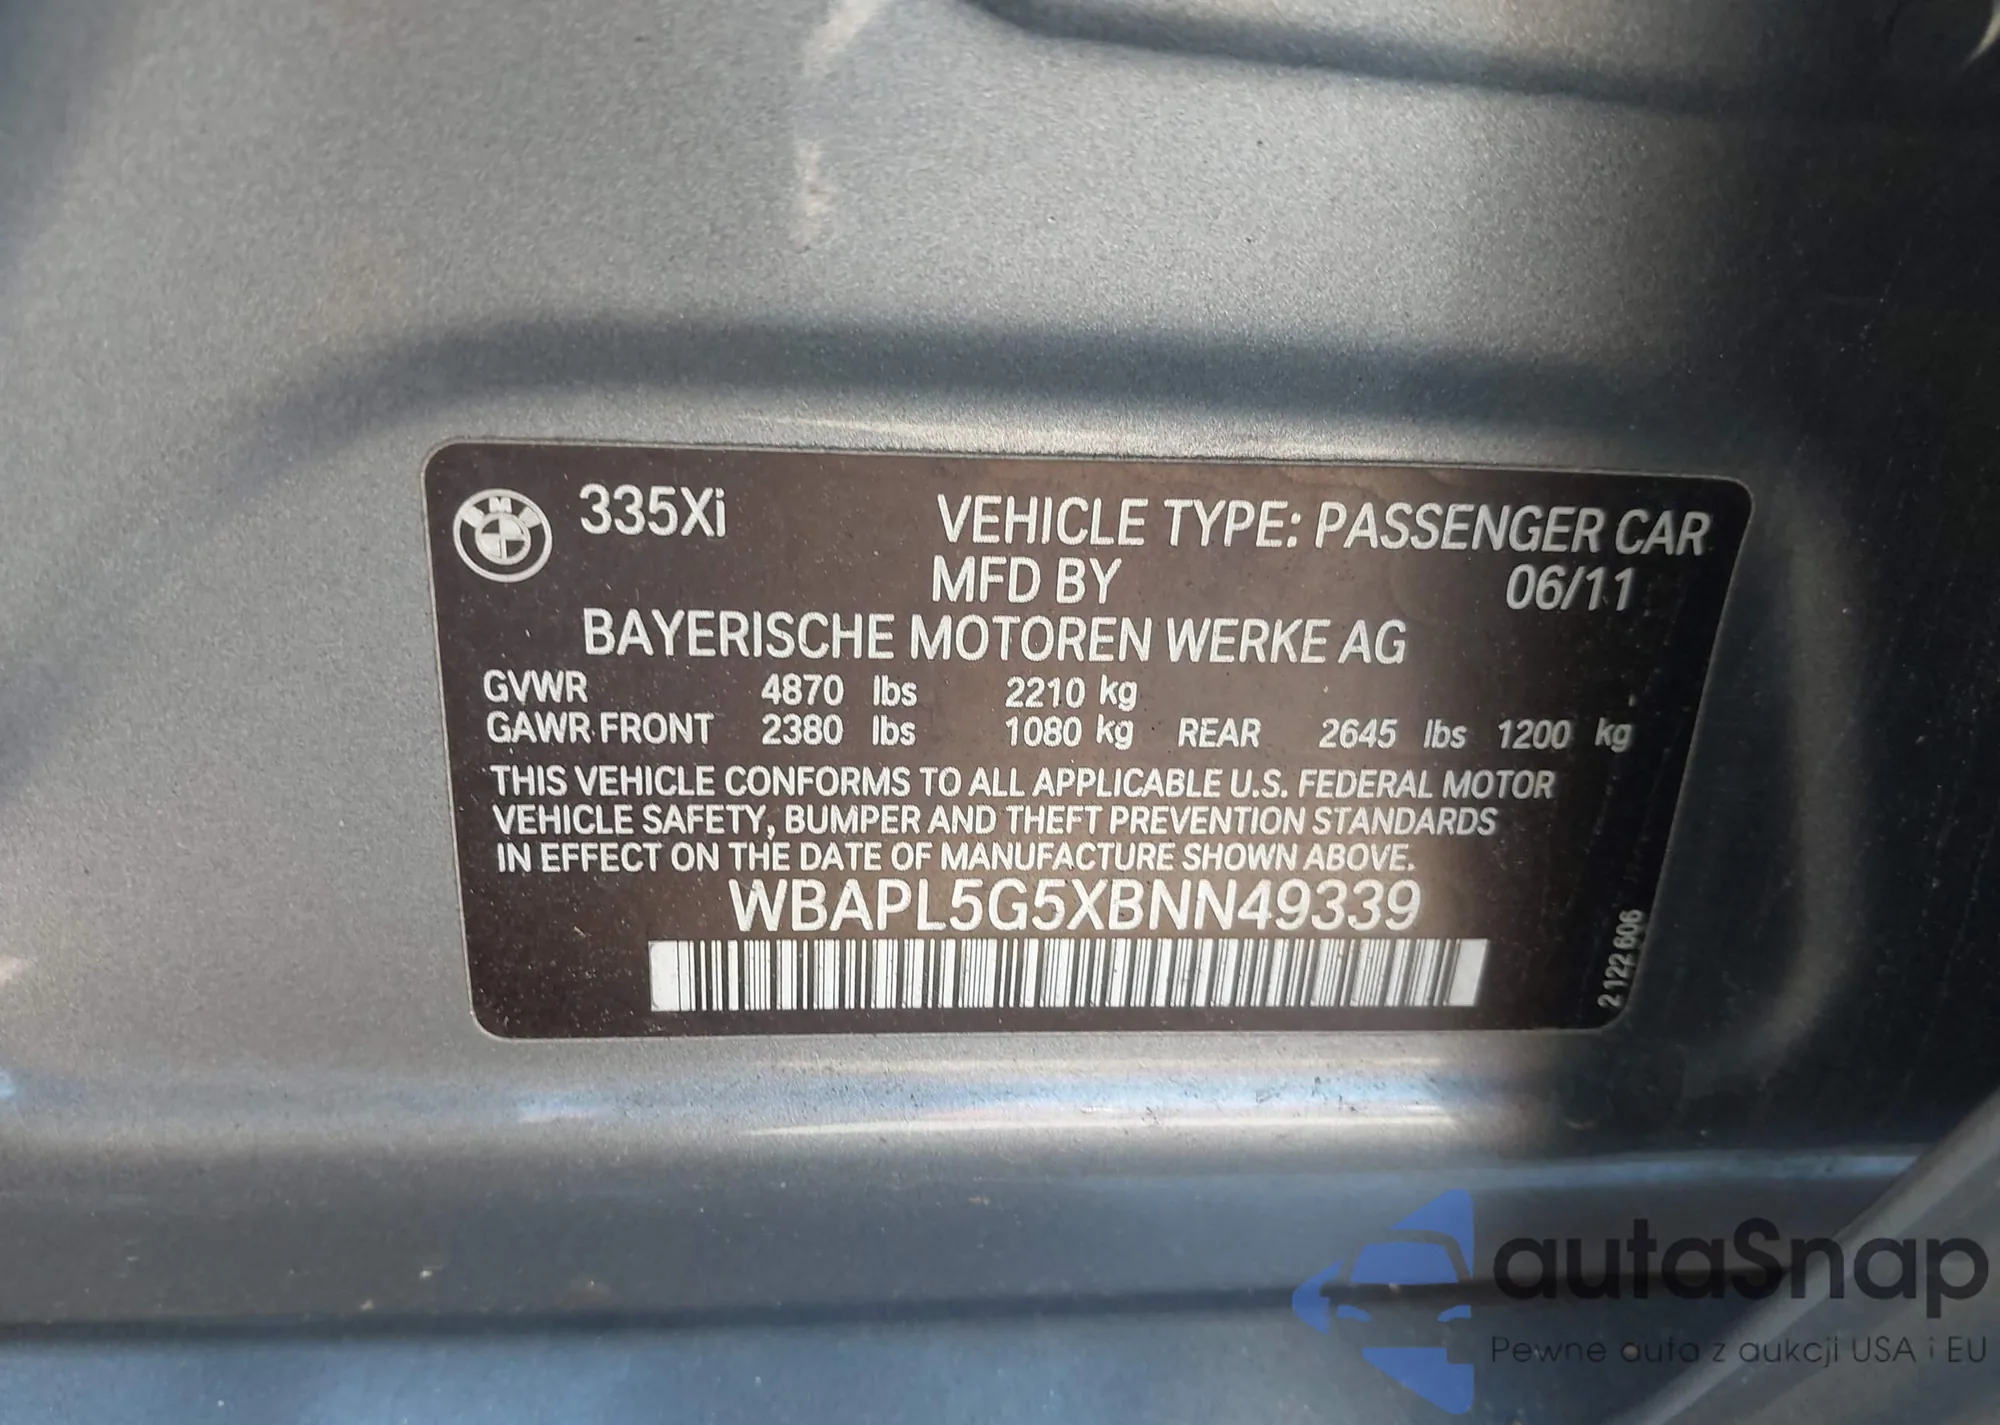 335Xi
VEHICLE TYPE: PASSENGER CAR
MFD BY 06/11
BAYERISCHE MOTOREN WERKE AG
GVWR 4870 lbs 2210 kg
GAWR FRONT 2380 lbs 1080 kg REAR 2645 lbs 1200 kg
THIS VEHICLE CONFORMS TO ALL APPLICABLE U.S. FEDERAL MOTOR
VEHICLE SAFETY, BUMPER AND THEFT PREVENTION STANDARDS
IN EFFECT ON THE DATE OF MANUFACTURE SHOWN ABOVE.
WBAPL5G5XBNN49339
2 122 606
autaSnap
Pewne auta z aukcji USA i EU